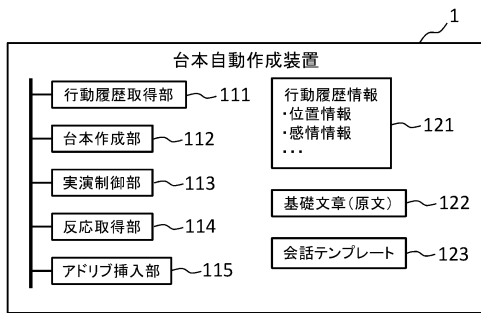 1
台本自動作成装置
行動履歴取得部
111
台本作成部
112
実演制御部
113
反応取得部
114
アドリブ挿入部
115
行動履歴情報
・位置情報
・感情情報
・・・
121
基礎文章(原文)
122
会話テンプレート
123